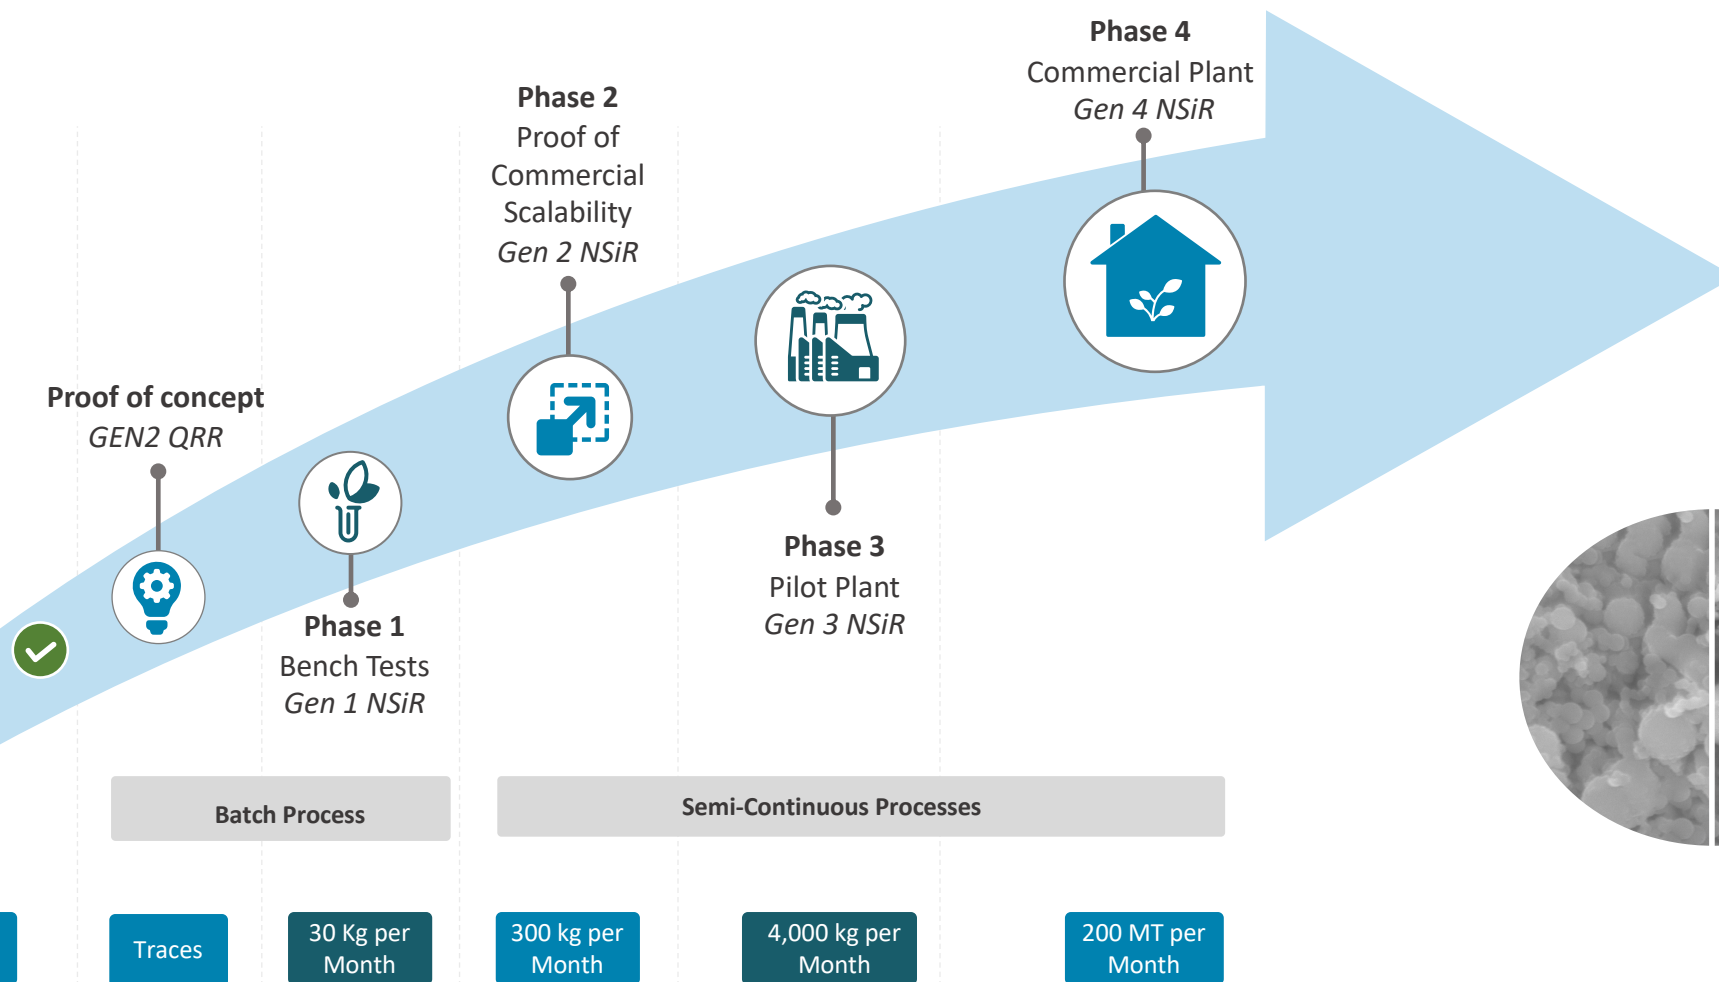 Phase 4
Commercial Plant
Gen 4 NSiR
Phase 2
Proof of
Commercial
Scalability
Gen 2 NSiR
Proof of concept
GEN2 QRR
Phase 1
Bench Tests
Gen 1 NSiR
Phase 3
Pilot Plant
Gen 3 NSiR
Batch Process
Semi-Continuous Processes
Traces
30 Kg per
Month
300 kg per
Month
4,000 kg per
Month
200 MT per
Month